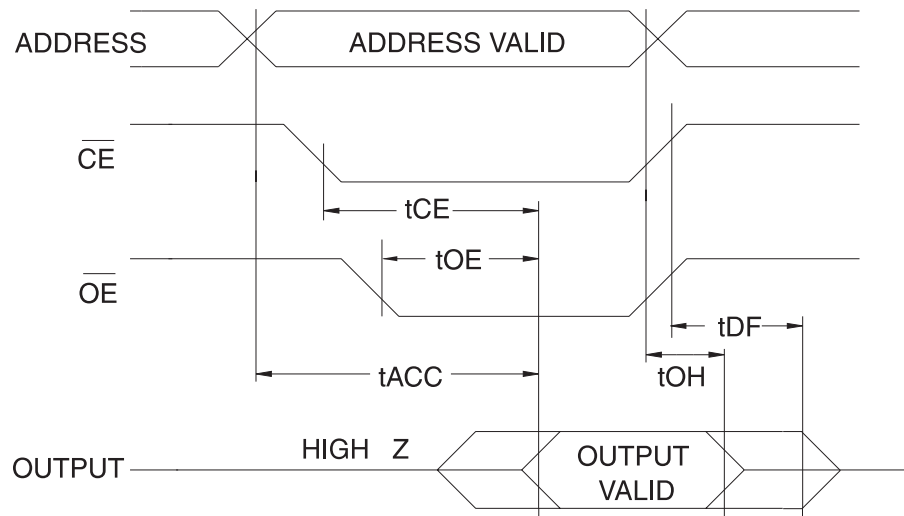 ADDRESS
ADDRESS VALID
CE
tCE
tOE
OE
tDF
tACC
tOH
HIGH Z
OUTPUT
OUTPUT
VALID